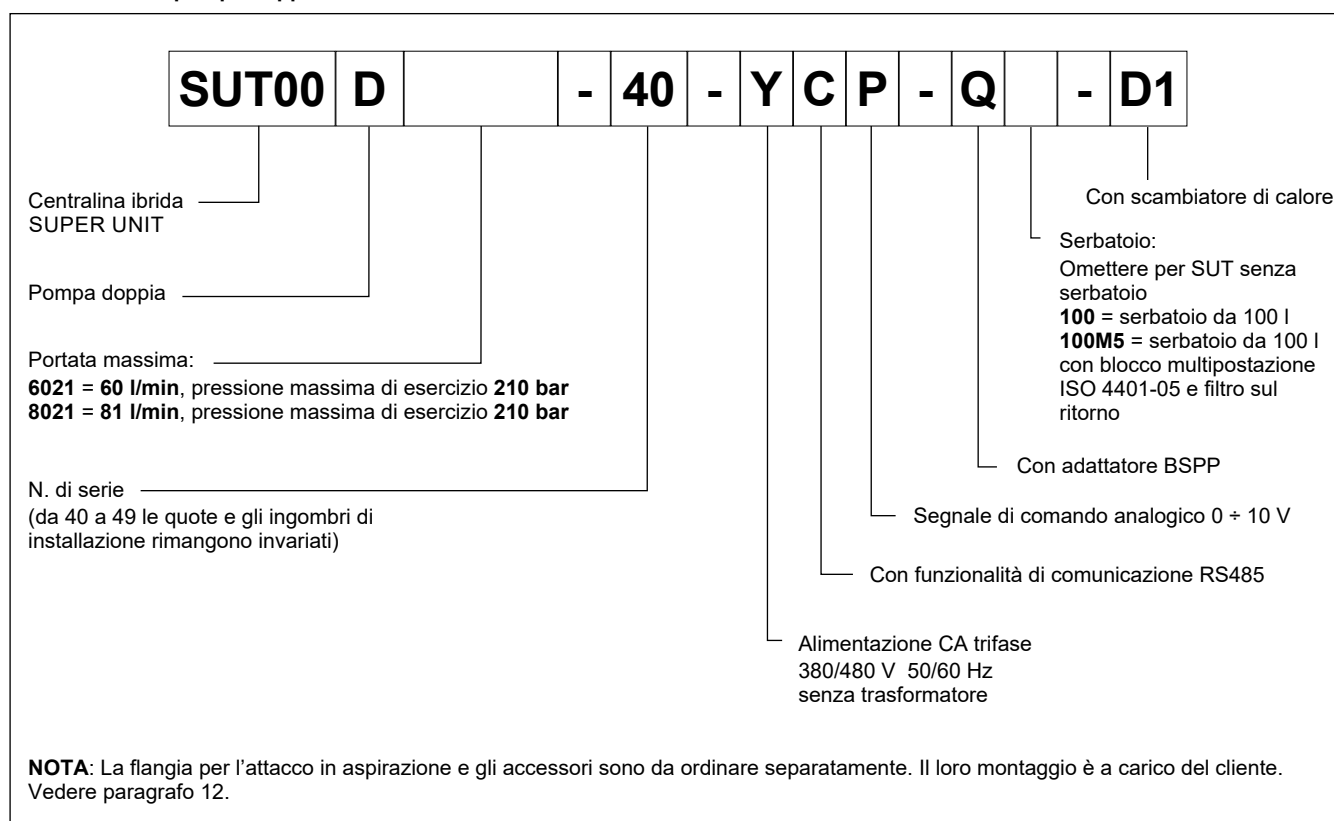 SUT00 D - 40 - Y C P - Q - D1
Centralina ibrida
SUPER UNIT
Pompa doppia
Portata massima:
6021 = 60 l/min, pressione massima di esercizio 210 bar
8021 = 81 l/min, pressione massima di esercizio 210 bar
N. di serie
(da 40 a 49 le quote e gli ingombri di
installazione rimangono invariati)
Con scambiatore di calore
Serbatoio:
Omettere per SUT senza
serbatoio
100 = serbatoio da 100 l
100M5 = serbatoio da 100 l
con blocco multipostazione
ISO 4401-05 e filtro sul
ritorno
Con adattatore BSPP
Segnale di comando analogico 0 ÷ 10 V
Con funzionalità di comunicazione RS485
Alimentazione CA trifase
380/480 V 50/60 Hz
senza trasformatore
NOTA: La flangia per l'attacco in aspirazione e gli accessori sono da ordinare separatamente. Il loro montaggio è a carico del cliente.
Vedere paragrafo 12.